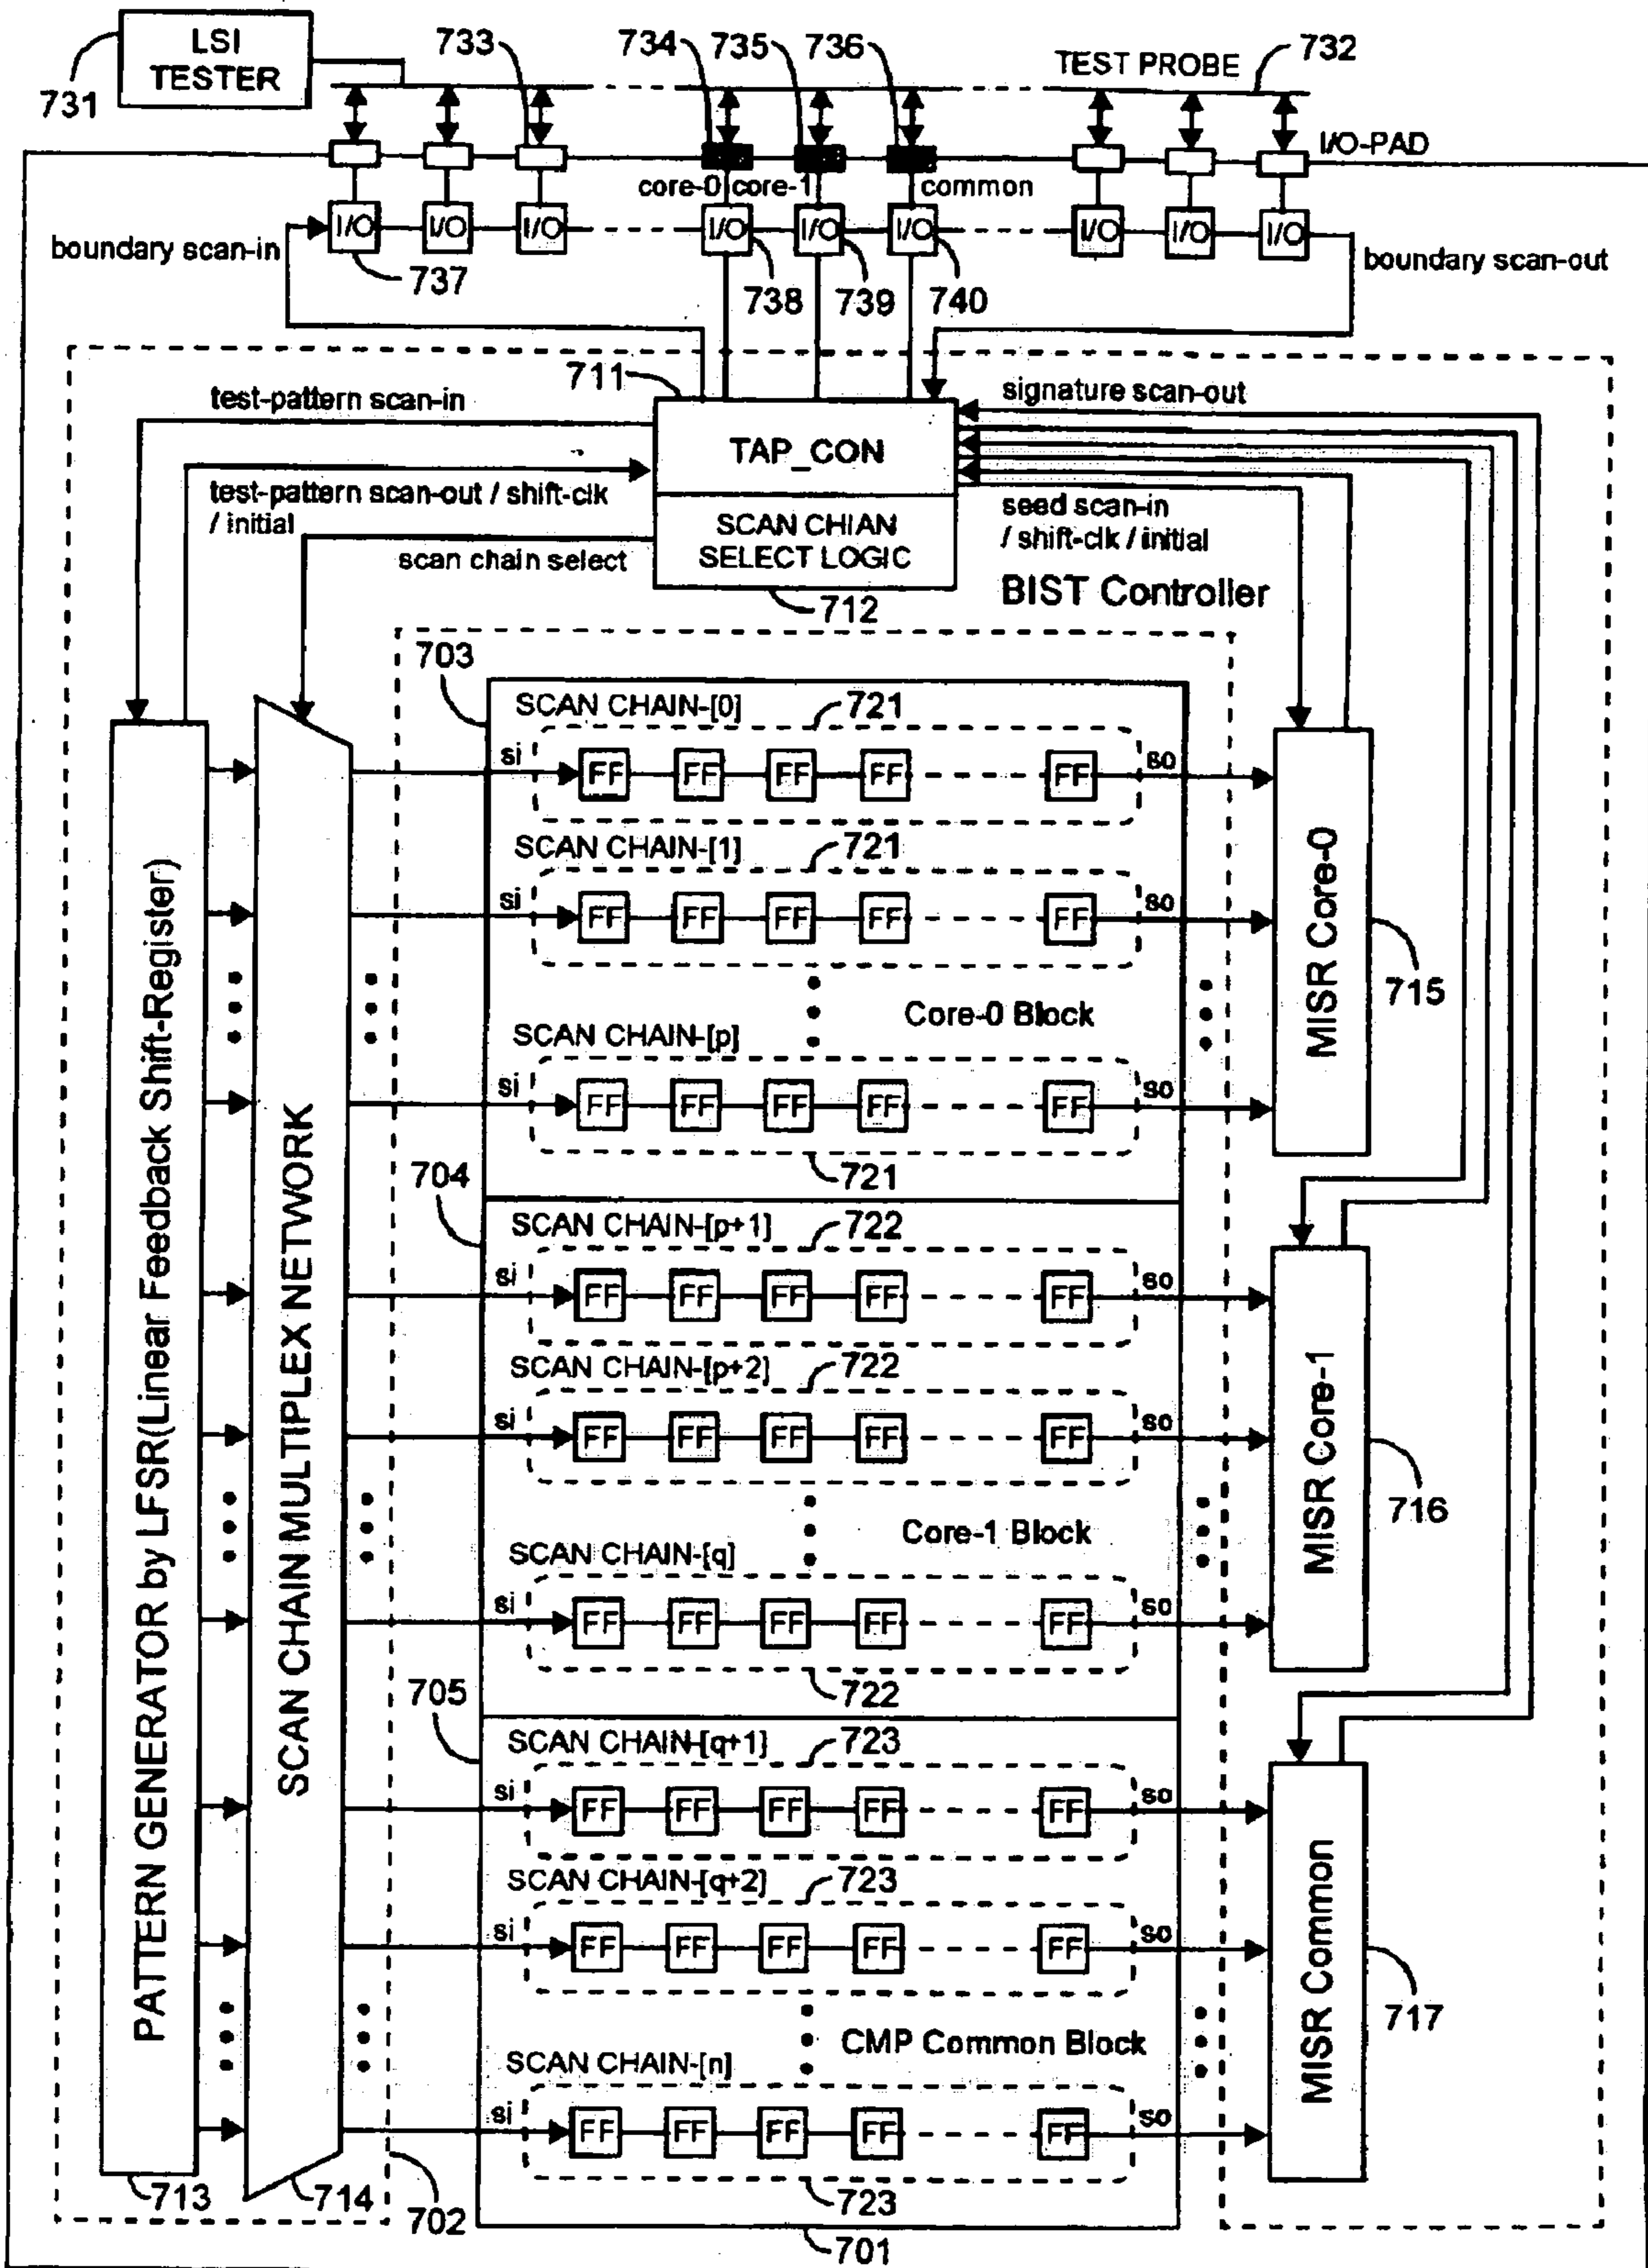 LSI
TESTER
731
733
734
735
736
TEST PROBE
732
I/O-PAD
core-0
core-1
common
I/O
I/O
I/O
I/O
I/O
I/O
I/O
I/O
I/O
boundary scan-in
737
738
739
740
boundary scan-out
711
test-pattern scan-in
signature scan-out
TAP_CON
test-pattern scan-out / shift-clk
/ initial
seed scan-in
/ shift-clk / initial
SCAN CHIAN
SELECT LOGIC
scan chain select
712
BIST Controller
703
SCAN CHAIN-[0]
721
si
FF
FF
FF
FF
FF
so
SCAN CHAIN-[1]
721
si
FF
FF
FF
FF
FF
so
Core-0 Block
SCAN CHAIN-[p]
si
FF
FF
FF
FF
FF
so
721
MISR Core-0
715
704
SCAN CHAIN-[p+1]
722
si
FF
FF
FF
FF
FF
so
SCAN CHAIN-[p+2]
722
si
FF
FF
FF
FF
FF
so
Core-1 Block
SCAN CHAIN-[q]
si
FF
FF
FF
FF
FF
so
722
MISR Core-1
716
705
SCAN CHAIN-[q+1]
723
si
FF
FF
FF
FF
FF
so
SCAN CHAIN-[q+2]
723
si
FF
FF
FF
FF
FF
so
CMP Common Block
SCAN CHAIN-[n]
si
FF
FF
FF
FF
FF
so
723
MISR Common
717
PATTERN GENERATOR by LFSR(Linear Feedback Shift-Register)
SCAN CHAIN MULTIPLEX NETWORK
713
714
702
701